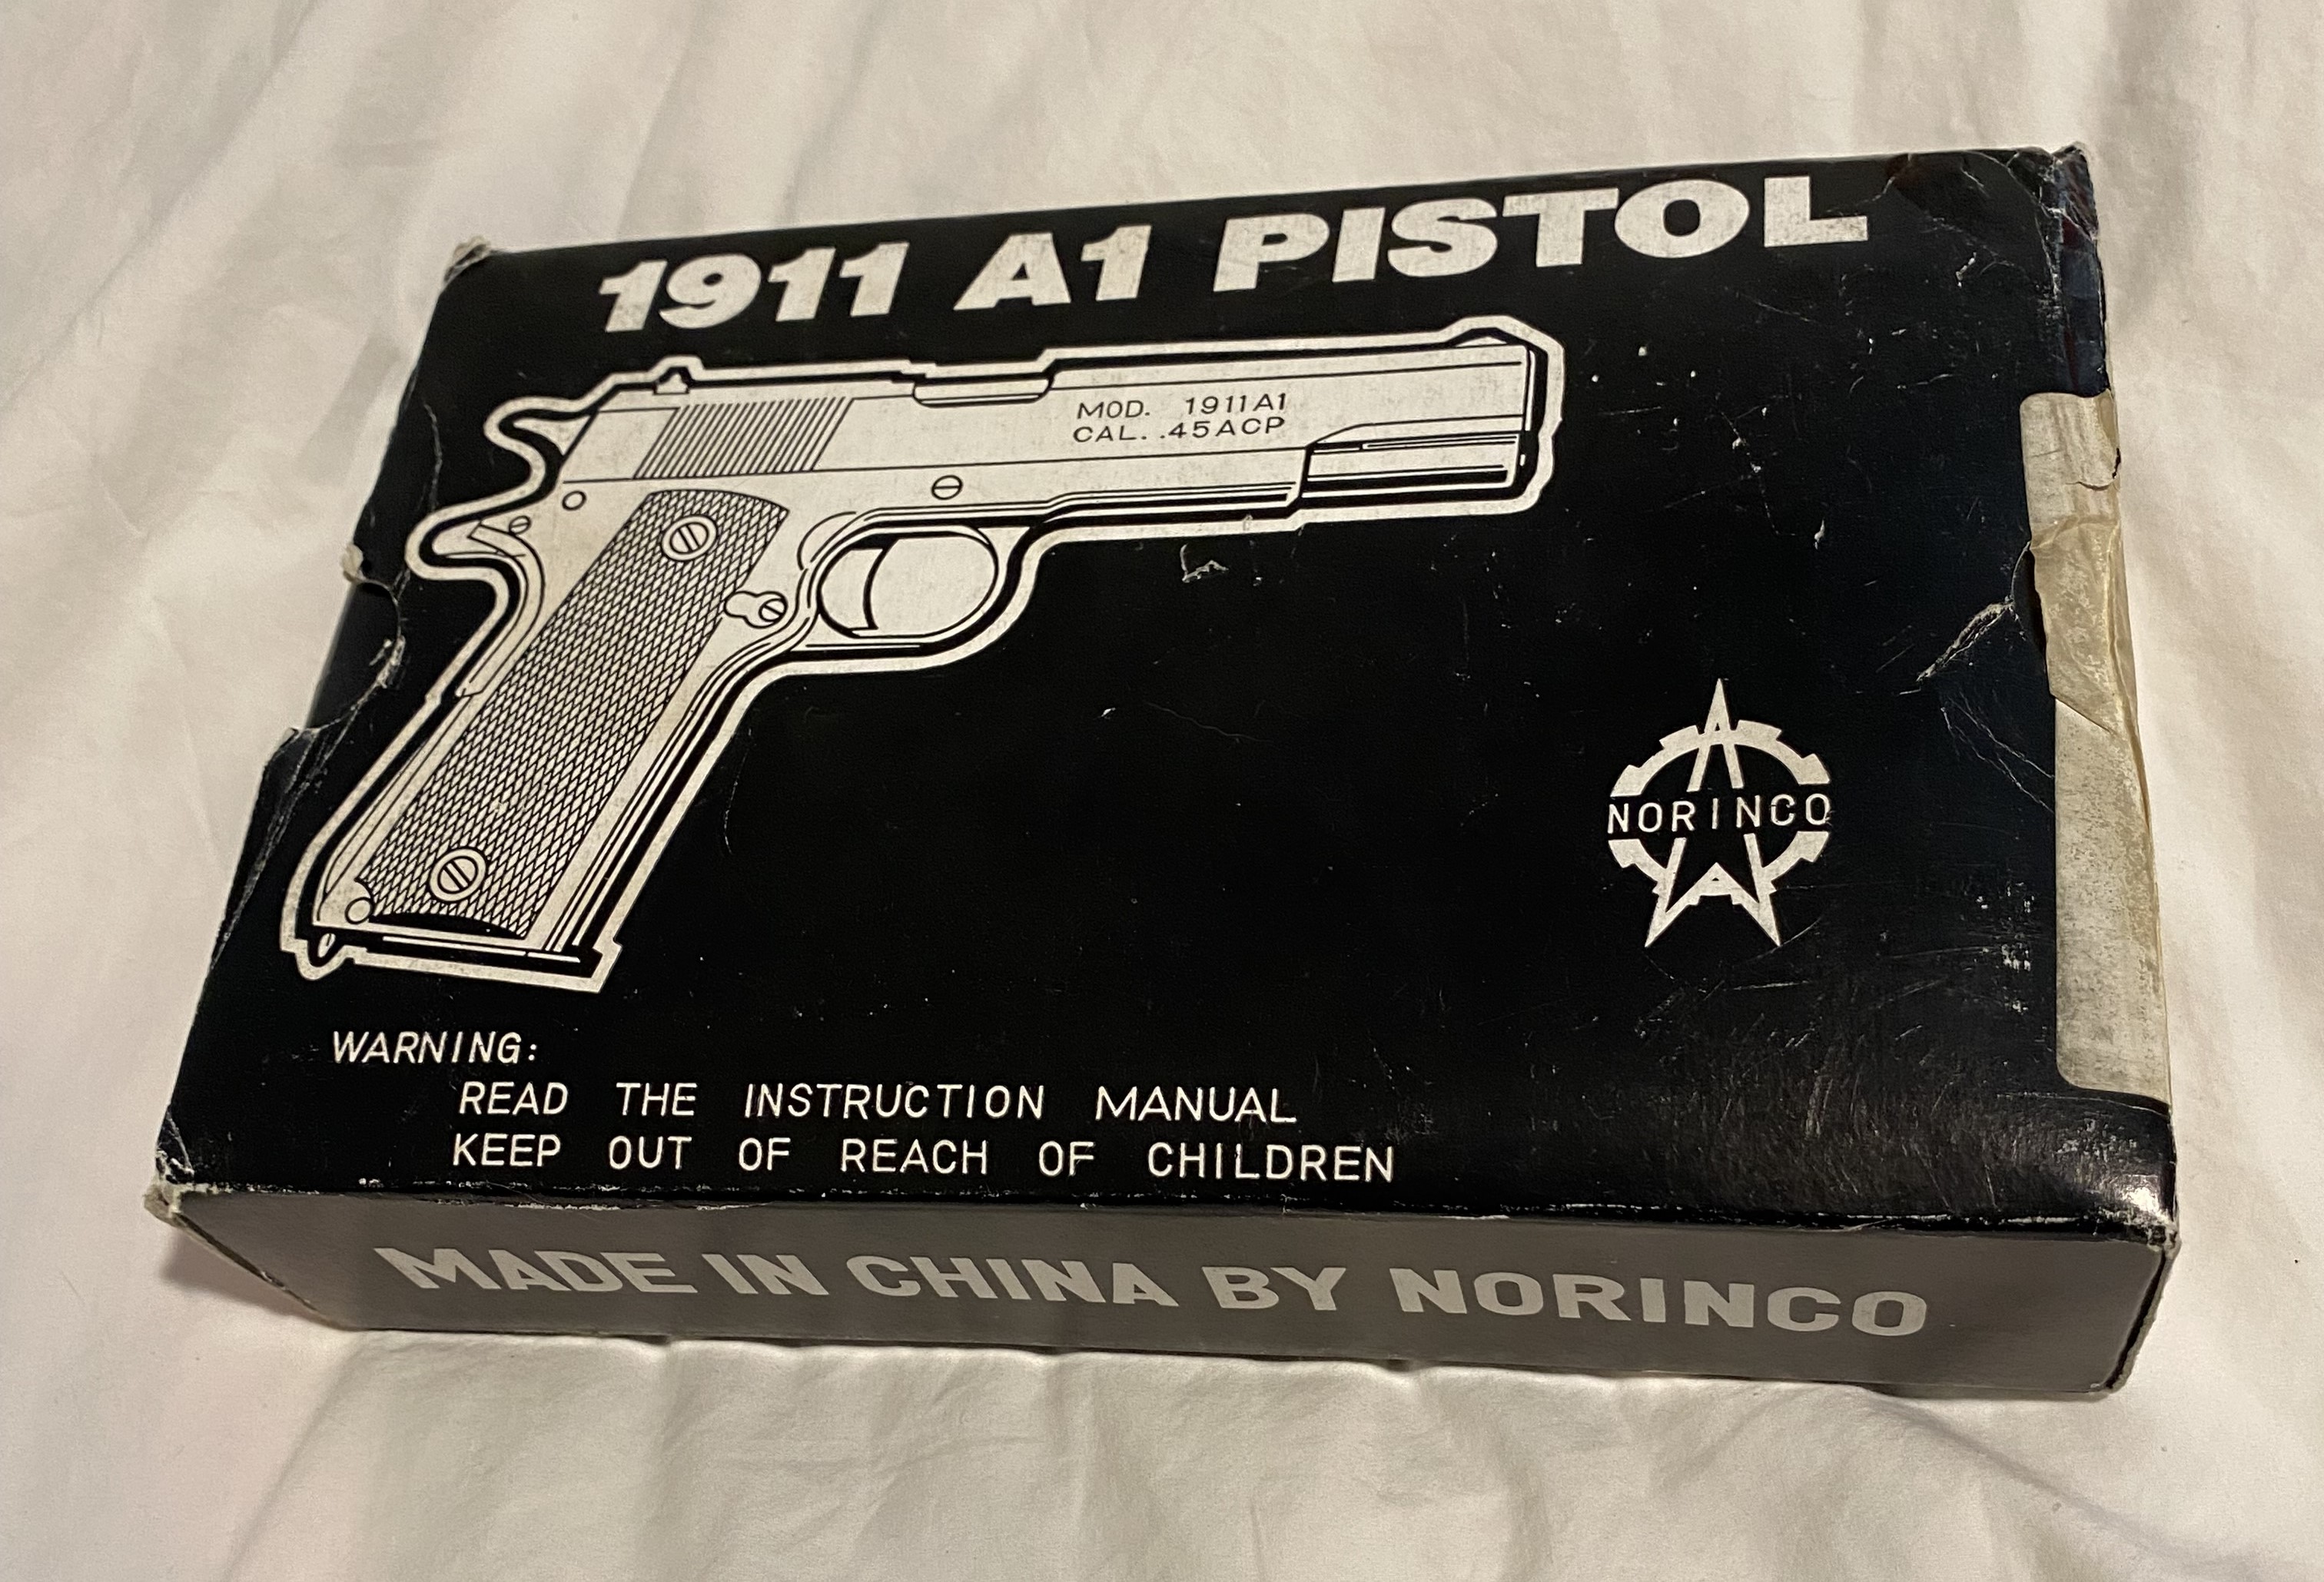 1911 A1 PISTOL
MOD. 1911A1
CAL. .45ACP
NORINCO
WARNING:
READ THE INSTRUCTION MANUAL
KEEP OUT OF REACH OF CHILDREN
MADE IN CHINA BY NORINCO